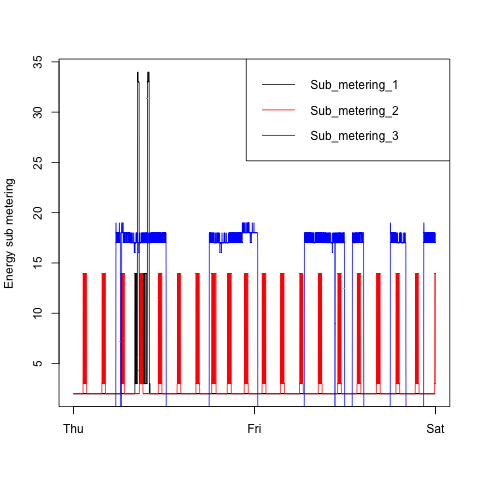 Sub_metering_1
Sub_metering_2
Sub_metering_3
Energy sub metering
35
30
25
20
15
10
5
Thu
Fri
Sat